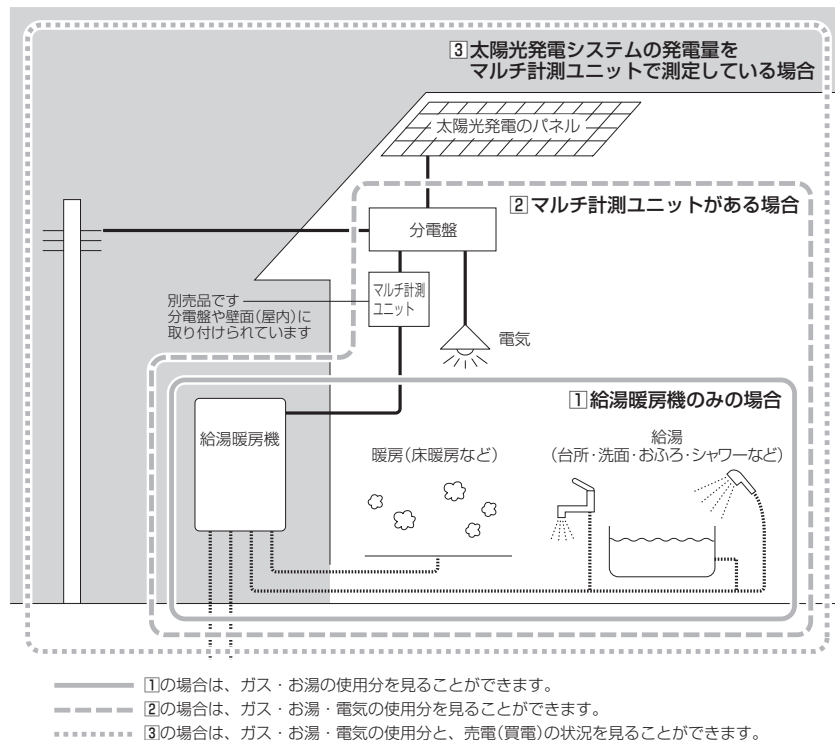 3太陽光発電システムの発電量を
マルチ計測ユニットで測定している場合
太陽光発電のパネル
2マルチ計測ユニットがある場合
分電盤
マルチ計測
ユニット
別売品です
分電盤や壁面(屋内)に
取り付けられています
電気
1給湯暖房機のみの場合
給湯暖房機
暖房(床暖房など)
給湯
(台所・洗面・おふろ・シャワーなど)
1の場合は、ガス・お湯の使用分を見ることができます。
2の場合は、ガス・お湯・電気の使用分を見ることができます。
3の場合は、ガス・お湯・電気の使用分と、売電(買電)の状況を見ることができます。